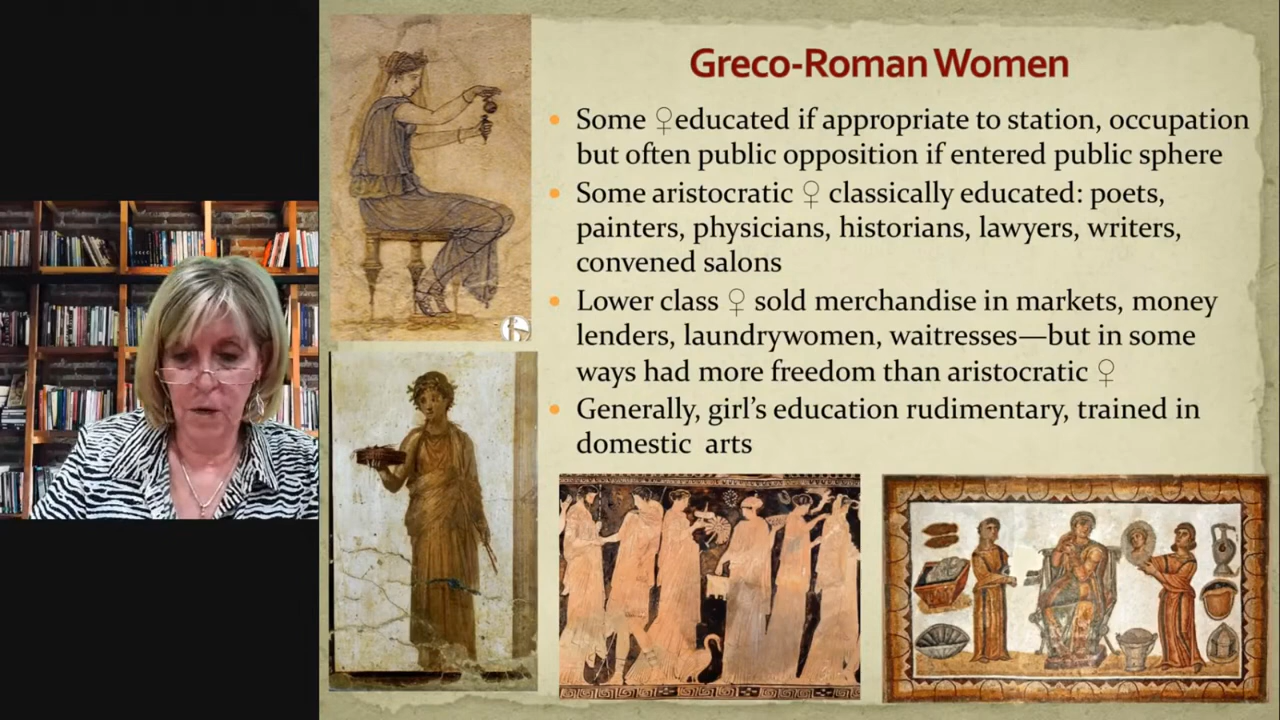 Greco-Roman Women
• Some ♀educated if appropriate to station, occupation
but often public opposition if entered public sphere
• Some aristocratic ♀ classically educated: poets,
painters, physicians, historians, lawyers, writers,
convened salons
• Lower class ♀ sold merchandise in markets, money
lenders, laundrywomen, waitresses—but in some
ways had more freedom than aristocratic ♀
• Generally, girl’s education rudimentary, trained in
domestic  arts